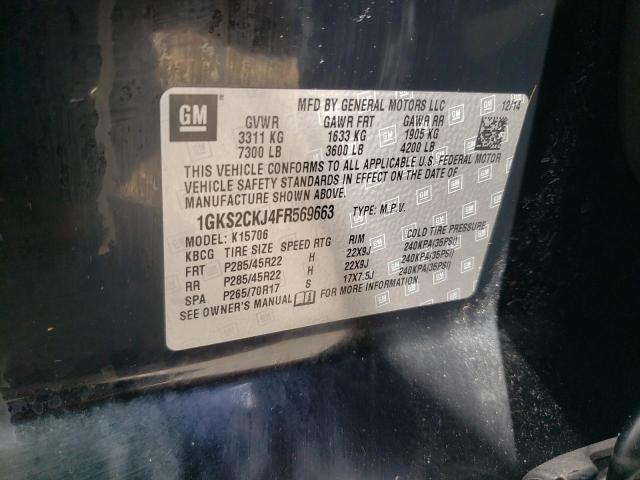 GM
MFD BY GENERAL MOTORS LLC 12/14
GVWR GAWR FRT GAWR RR
3311 KG 1633 KG 1905 KG
7300 LB 3600 LB 4200 LB
THIS VEHICLE CONFORMS TO ALL APPLICABLE U.S. FEDERAL MOTOR
VEHICLE SAFETY STANDARDS IN EFFECT ON THE DATE OF
MANUFACTURE SHOWN ABOVE.
1GKS2CKJ4FR569663 TYPE: M.P.V.
MODEL: K15706
KBCG TIRE SIZE SPEED RTG RIM COLD TIRE PRESSURE
FRT P285/45R22 H 22X9J 240KPA(35PSI)
RR P285/45R22 H 22X9J 240KPA(35PSI)
SPA P265/70R17 S 17X7.5J 240KPA(35PSI)
SEE OWNER'S MANUAL FOR MORE INFORMATION.